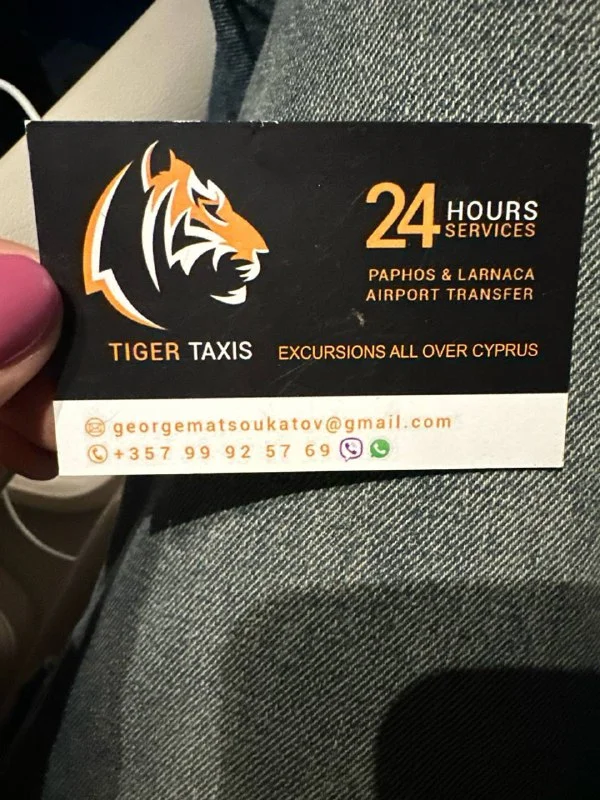 24 HOURS
SERVICES
PAPHOS & LARNACA
AIRPORT TRANSFER
TIGER TAXIS
EXCURSIONS ALL OVER CYPRUS
georgematsoukatov@gmail.com
+357 99 92 57 69